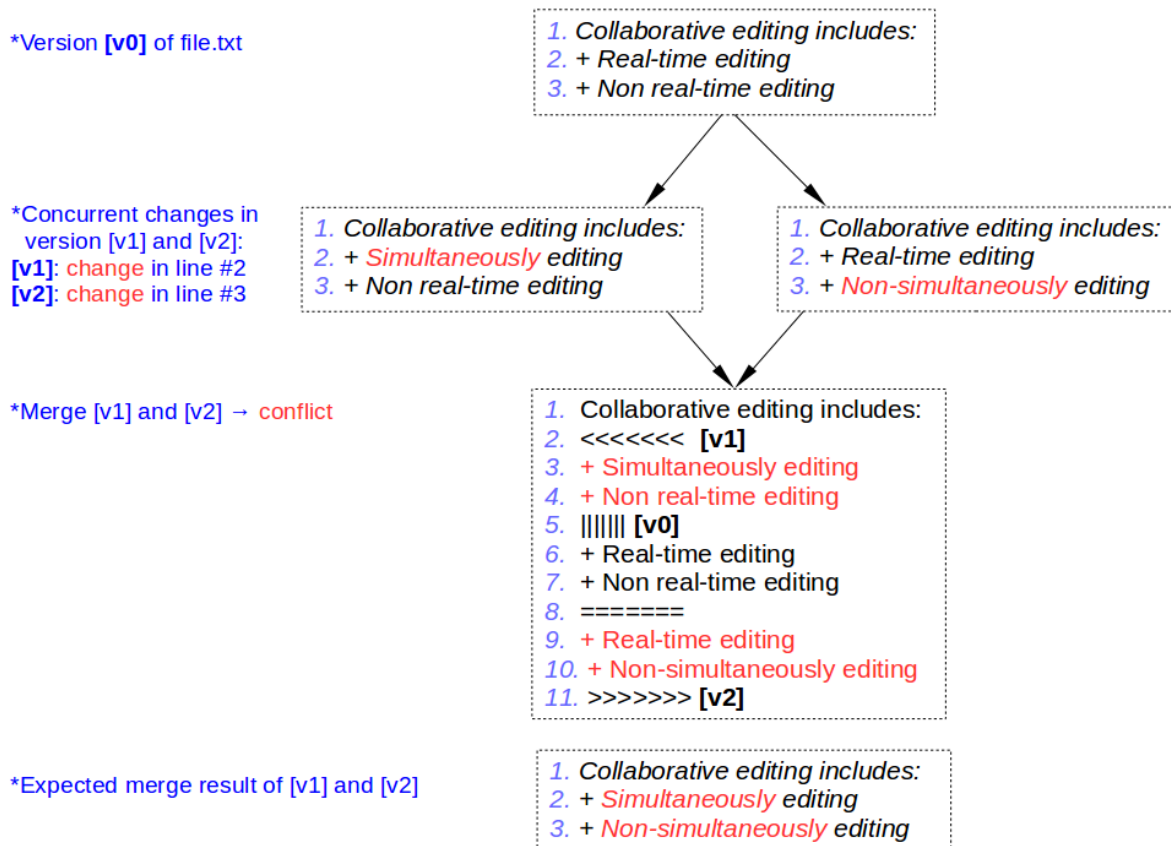 *Version [v0] of file.txt
1. Collaborative editing includes:
2. + Real-time editing
3. + Non real-time editing
*Concurrent changes in
version [v1] and [v2]:
[v1]: change in line #2
[v2]: change in line #3
1. Collaborative editing includes:
2. + Simultaneously editing
3. + Non real-time editing
1. Collaborative editing includes:
2. + Real-time editing
3. + Non-simultaneously editing
*Merge [v1] and [v2] → conflict
1. Collaborative editing includes:
2. <<<<<<< [v1]
3. + Simultaneously editing
4. + Non real-time editing
5. ||||||| [v0]
6. + Real-time editing
7. + Non real-time editing
8. =======
9. + Real-time editing
10. + Non-simultaneously editing
11. >>>>>>> [v2]
*Expected merge result of [v1] and [v2]
1. Collaborative editing includes:
2. + Simultaneously editing
3. + Non-simultaneously editing